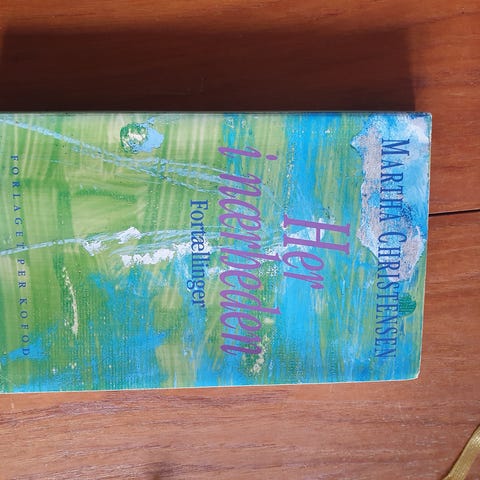 MARTHA CHRISTENSEN
Her
i nærheden
Fortællinger
FORLAGET PER KOFOD